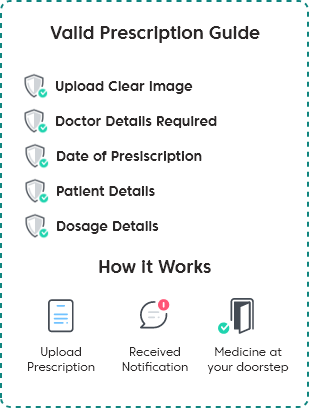 Valid Prescription Guide
Upload Clear Image
Doctor Details Required
Date of Presiscription
Patient Details
Dosage Details
How it Works
Upload
Prescription
Received
Notification
Medicine at
your doorstep